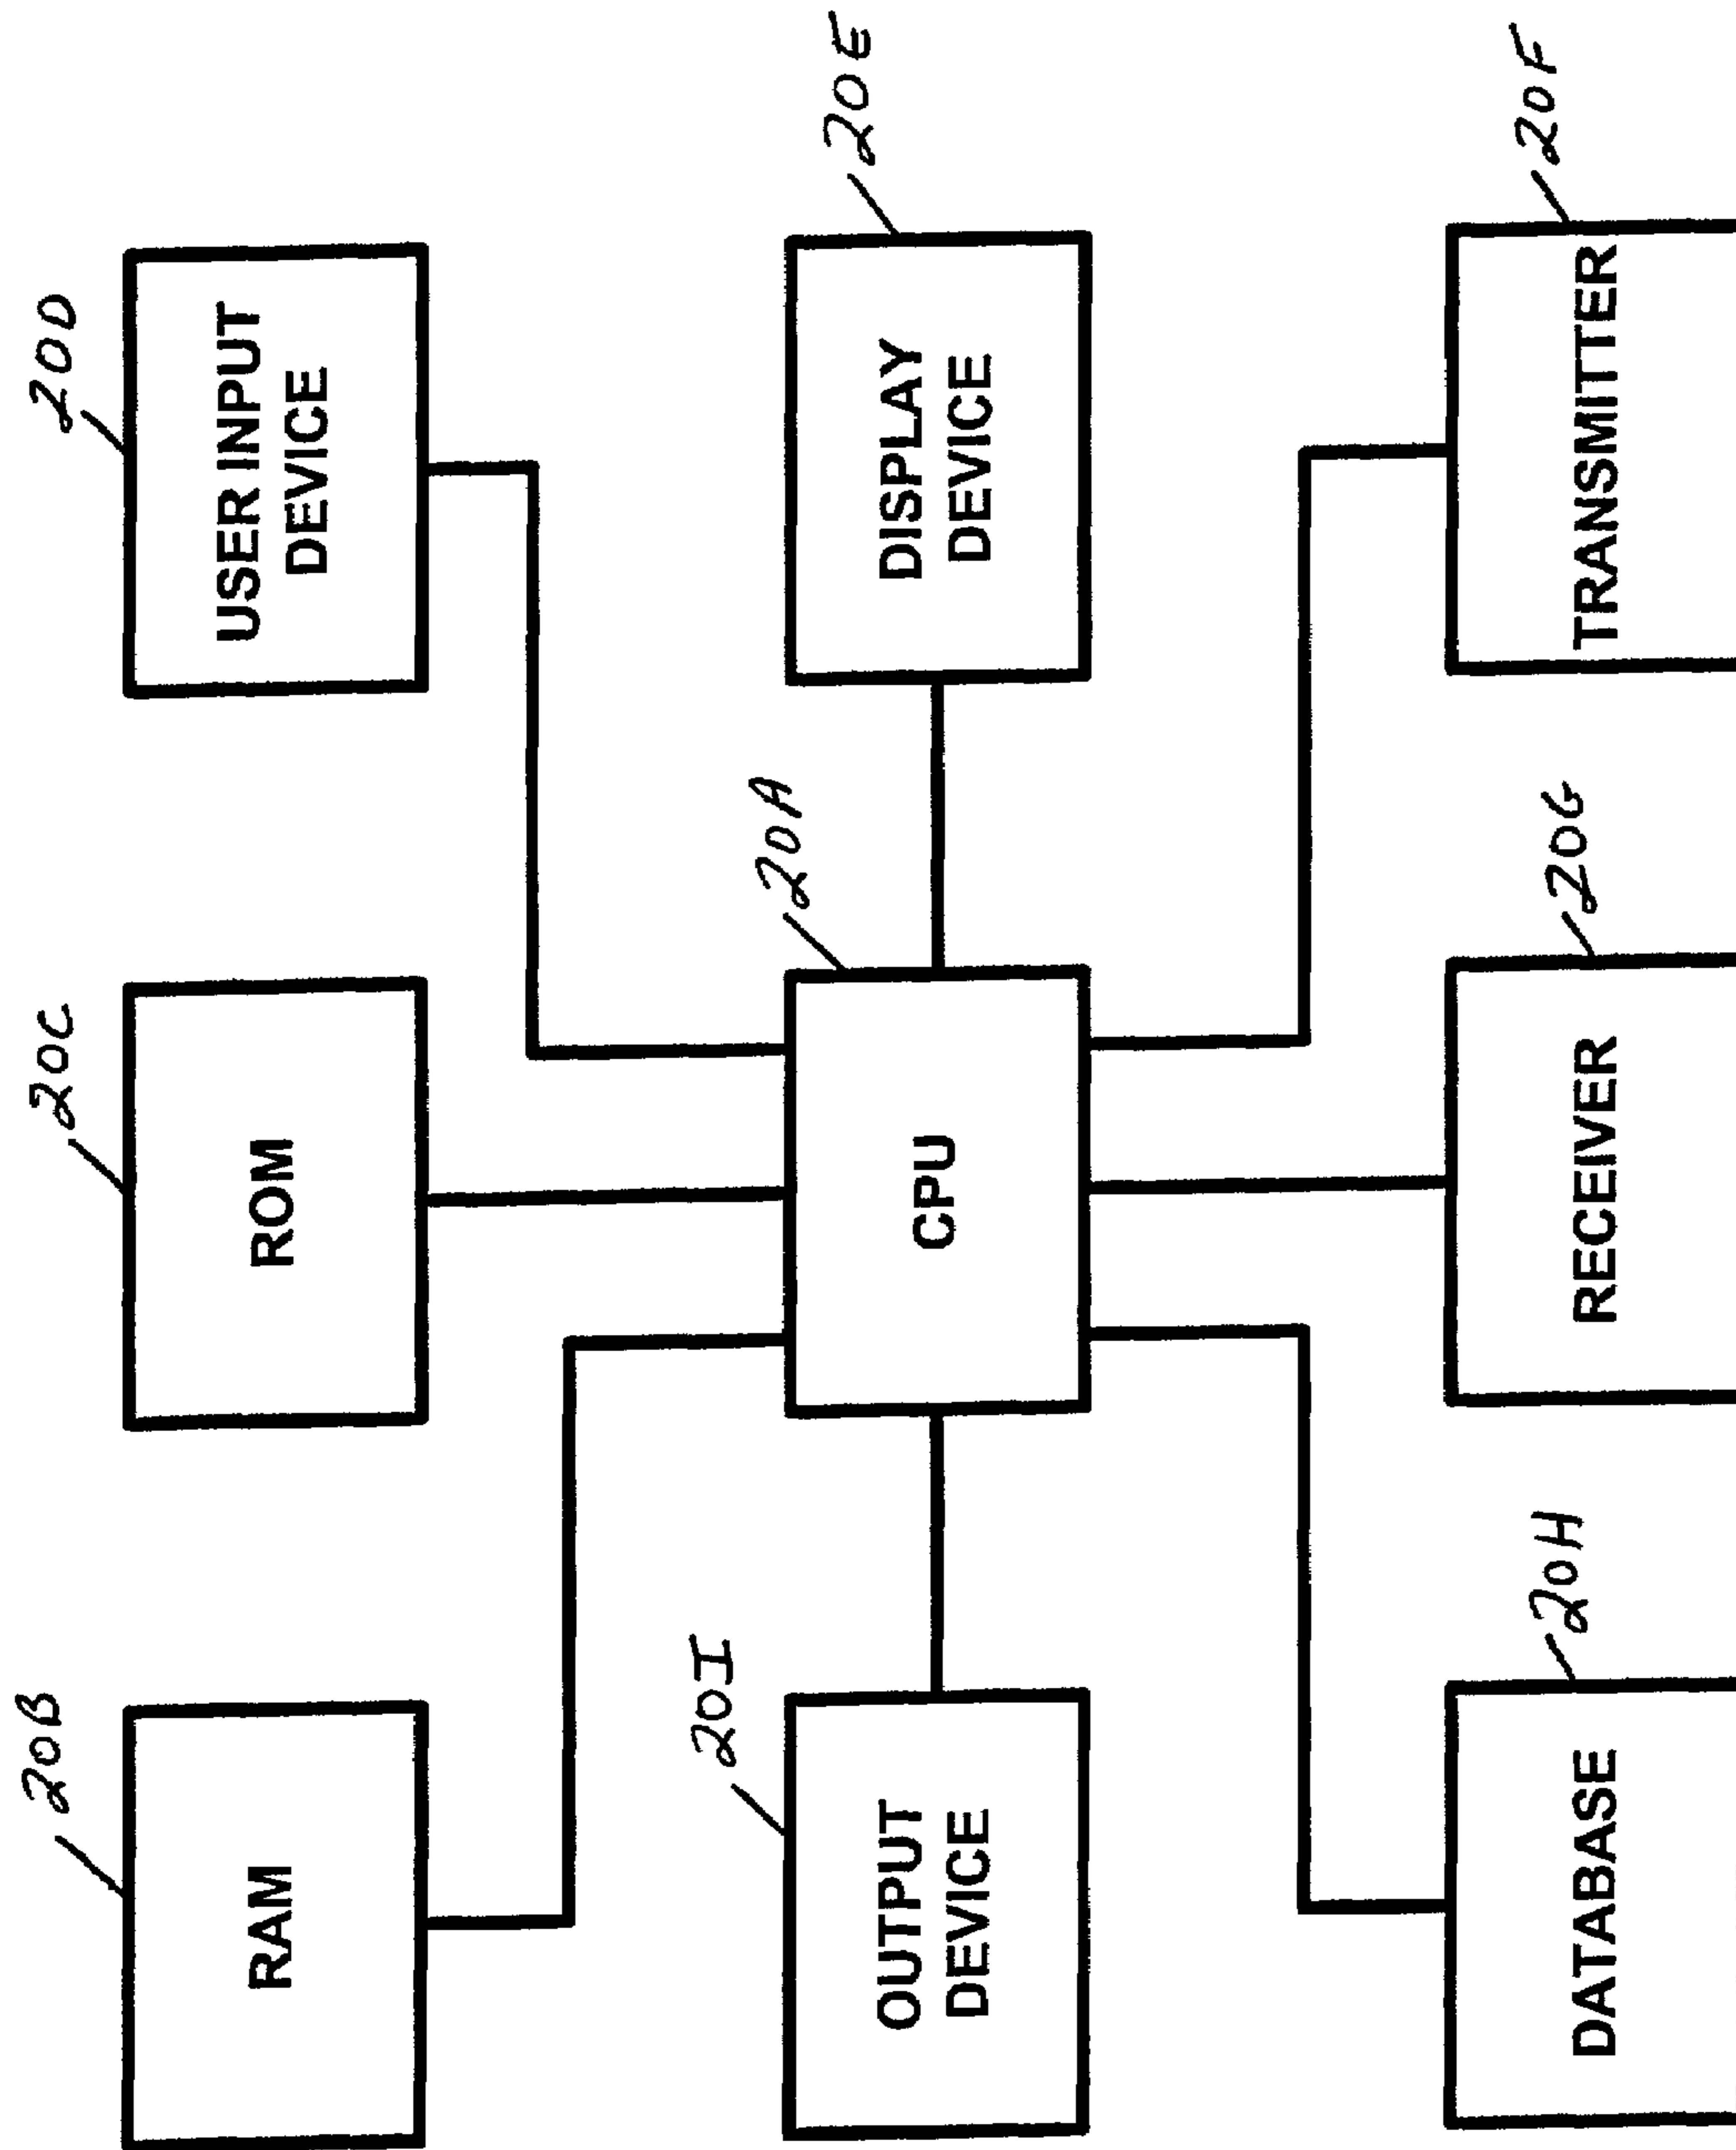 20B
20C
20D
RAM
ROM
USER INPUT
DEVICE
20I
20A
20E
OUTPUT
DEVICE
CPU
DISPLAY
DEVICE
20H
20G
20F
DATABASE
RECEIVER
TRANSMITTER